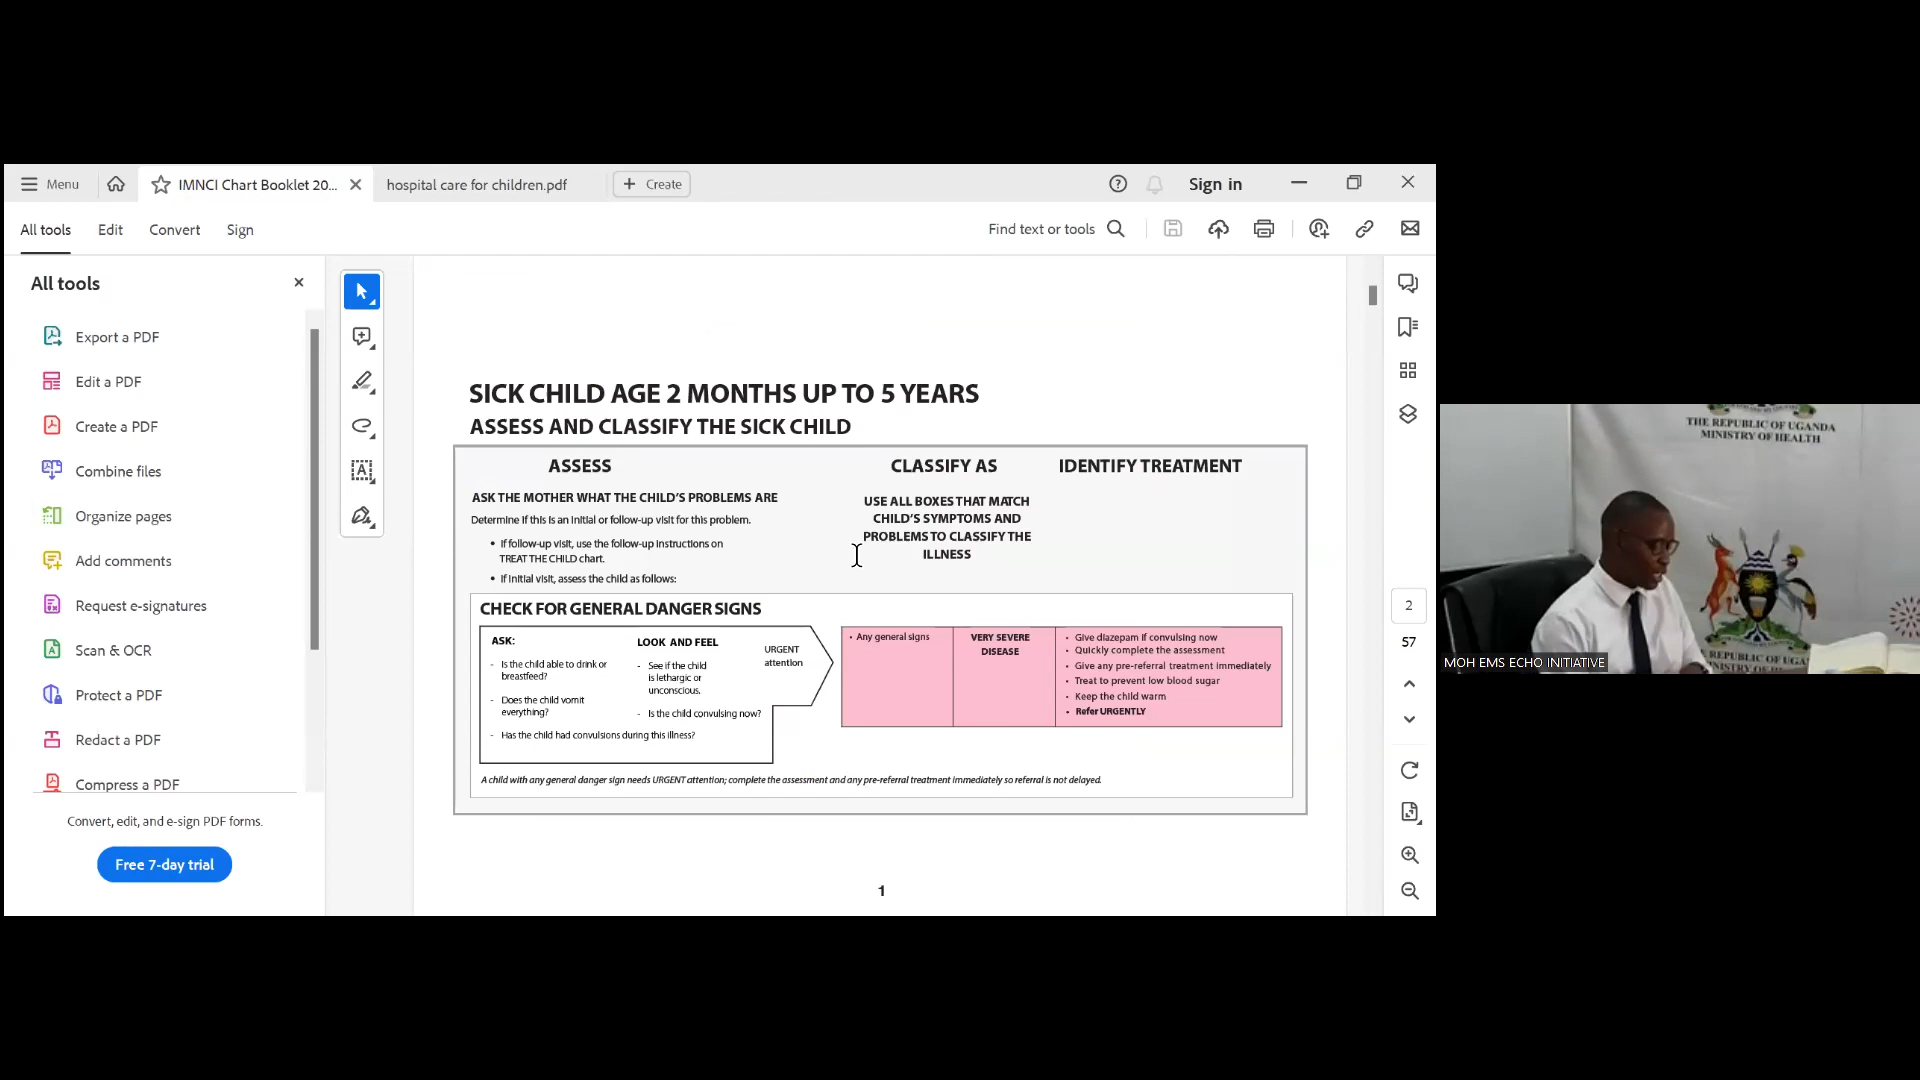 Menu
IMNCI Chart Booklet 20...
hospital care for children.pdf
Create
Sign in
All tools
Edit
Convert
Sign
Find text or tools
All tools
Export a PDF
Edit a PDF
Create a PDF
Combine files
Organize pages
Add comments
Request e-signatures
Scan & OCR
Protect a PDF
Redact a PDF
Compress a PDF
Convert, edit, and e-sign PDF forms.
Free 7-day trial
SICK CHILD AGE 2 MONTHS UP TO 5 YEARS
ASSESS AND CLASSIFY THE SICK CHILD
ASSESS
ASK THE MOTHER WHAT THE CHILD'S PROBLEMS ARE
Determine if this is an initial or follow-up visit for this problem.
• If follow-up visit, use the follow-up instructions on
TREAT THE CHILD chart.
• If initial visit, assess the child as follows:
CLASSIFY AS
USE ALL BOXES THAT MATCH
CHILD'S SYMPTOMS AND
PROBLEMS TO CLASSIFY THE
ILLNESS
IDENTIFY TREATMENT
CHECK FOR GENERAL DANGER SIGNS
ASK:
- Is the child able to drink or
breastfeed?
- Does the child vomit
everything?
- Has the child had convulsions during this illness?
LOOK AND FEEL
- See if the child
is lethargic or
unconscious.
- Is the child convulsing now?
URGENT
attention
• Any general signs
VERY SEVERE
DISEASE
• Give diazepam if convulsing now
• Quickly complete the assessment
• Give any pre-referral treatment immediately
• Treat to prevent low blood sugar
• Keep the child warm
• Refer URGENTLY
A child with any general danger sign needs URGENT attention; complete the assessment and any pre-referral treatment immediately so referral is not delayed.
1
2
57
THE REPUBLIC OF UGANDA
MINISTRY OF HEALTH
MOH EMS ECHO INITIATIVE